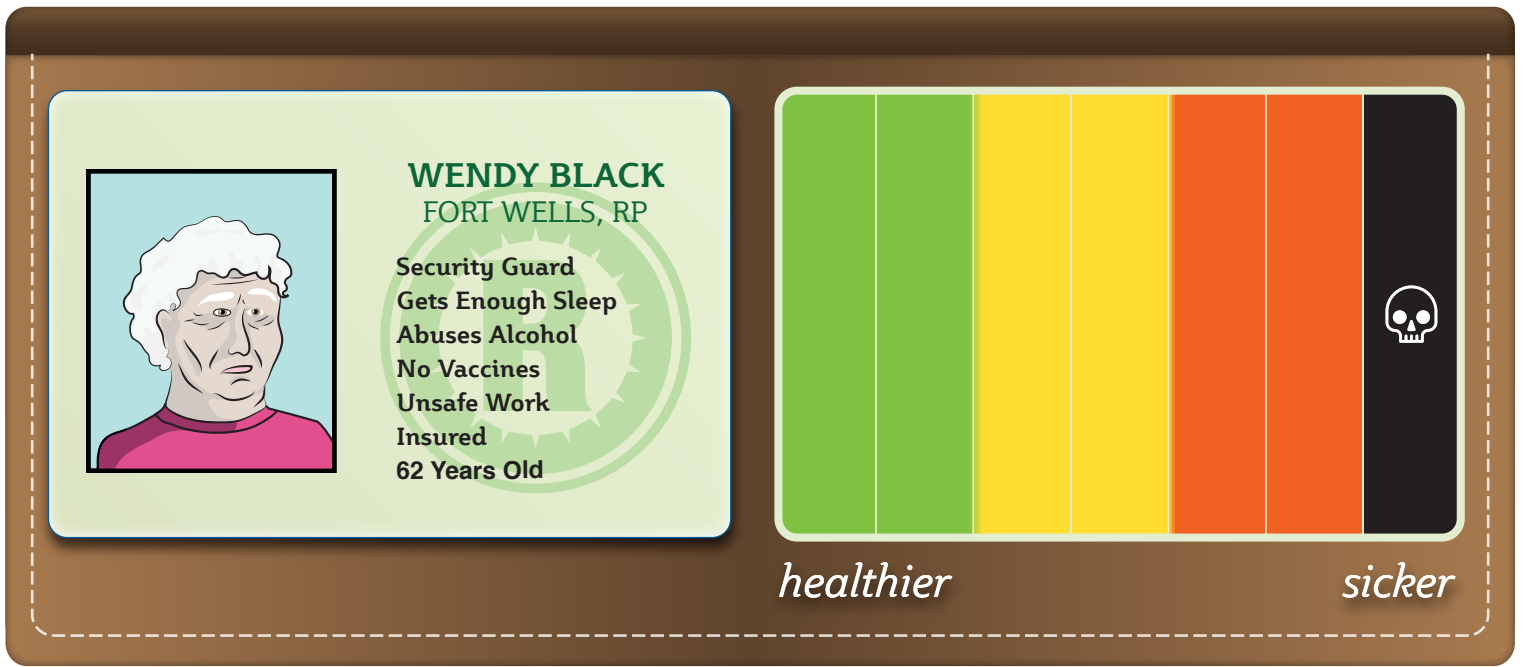 WENDY BLACK
FORT WELLS, RP
Security Guard
Gets Enough Sleep
Abuses Alcohol
No Vaccines
Unsafe Work
Insured
62 Years Old
R
healthier
sicker